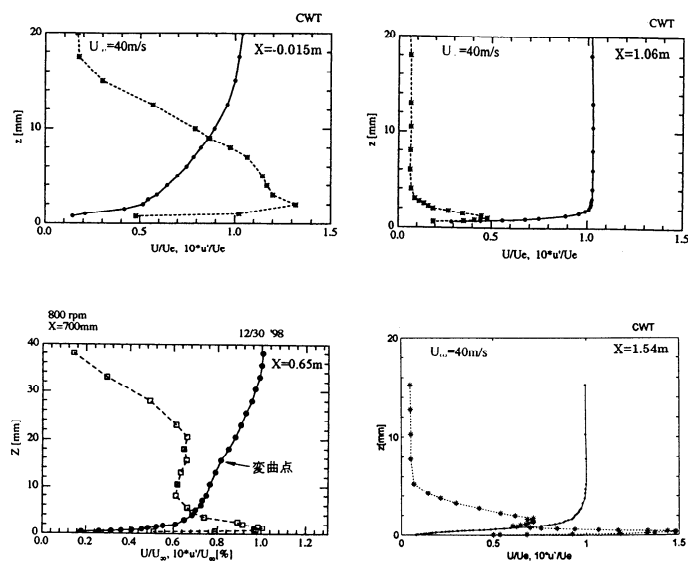 CWT
20
U∞=40m/s
X=-0.015m
z [mm]
10
0
0.5
1.0
1.5
U/Ue, 10*u'/Ue
CWT
20
=40m/s
X=1.06m
z [mm]
10
0
0.0
0.5
1.0
1.5
U/Ue, 10*u'/Ue
800 rpm
X=700mm
12/30 '98
40
X=0.65m
30
Z [mm]
20
変曲点
10
0
0.0
0.2
0.4
0.6
0.8
1.0
U/U∞, 10*u'/U∞[%]
CWT
20
=40m/s
X=1.54m
z[mm]
10
0
0
0.5
1.0
1.5
U/Ue, 10*u'/Ue